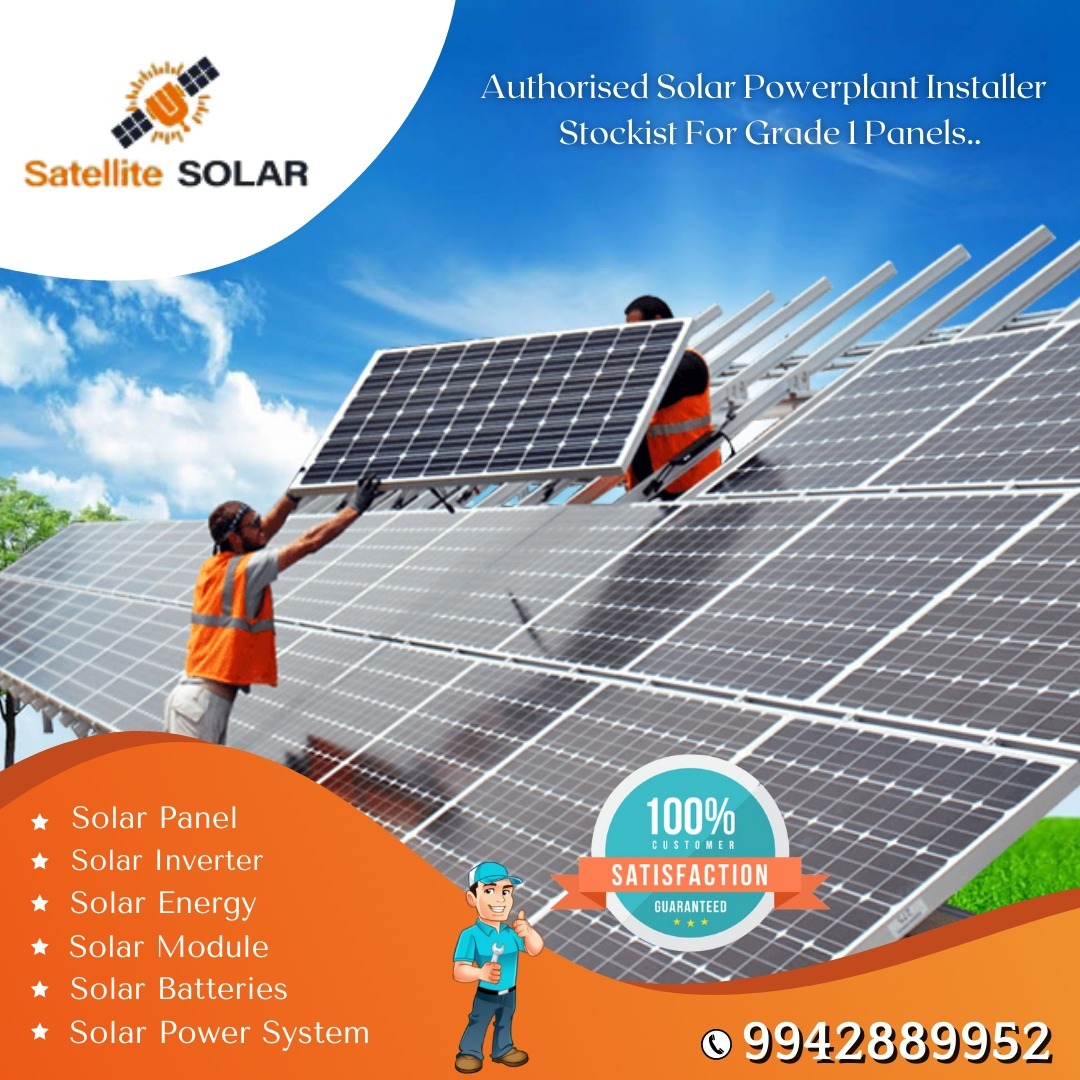 Satellite SOLAR
Authorised Solar Powerplant Installer
Stockist For Grade 1 Panels..
Solar Panel
Solar Inverter
Solar Energy
Solar Module
Solar Batteries
Solar Power System
100%
CUSTOMER
SATISFACTION
GUARANTEED
9942889952